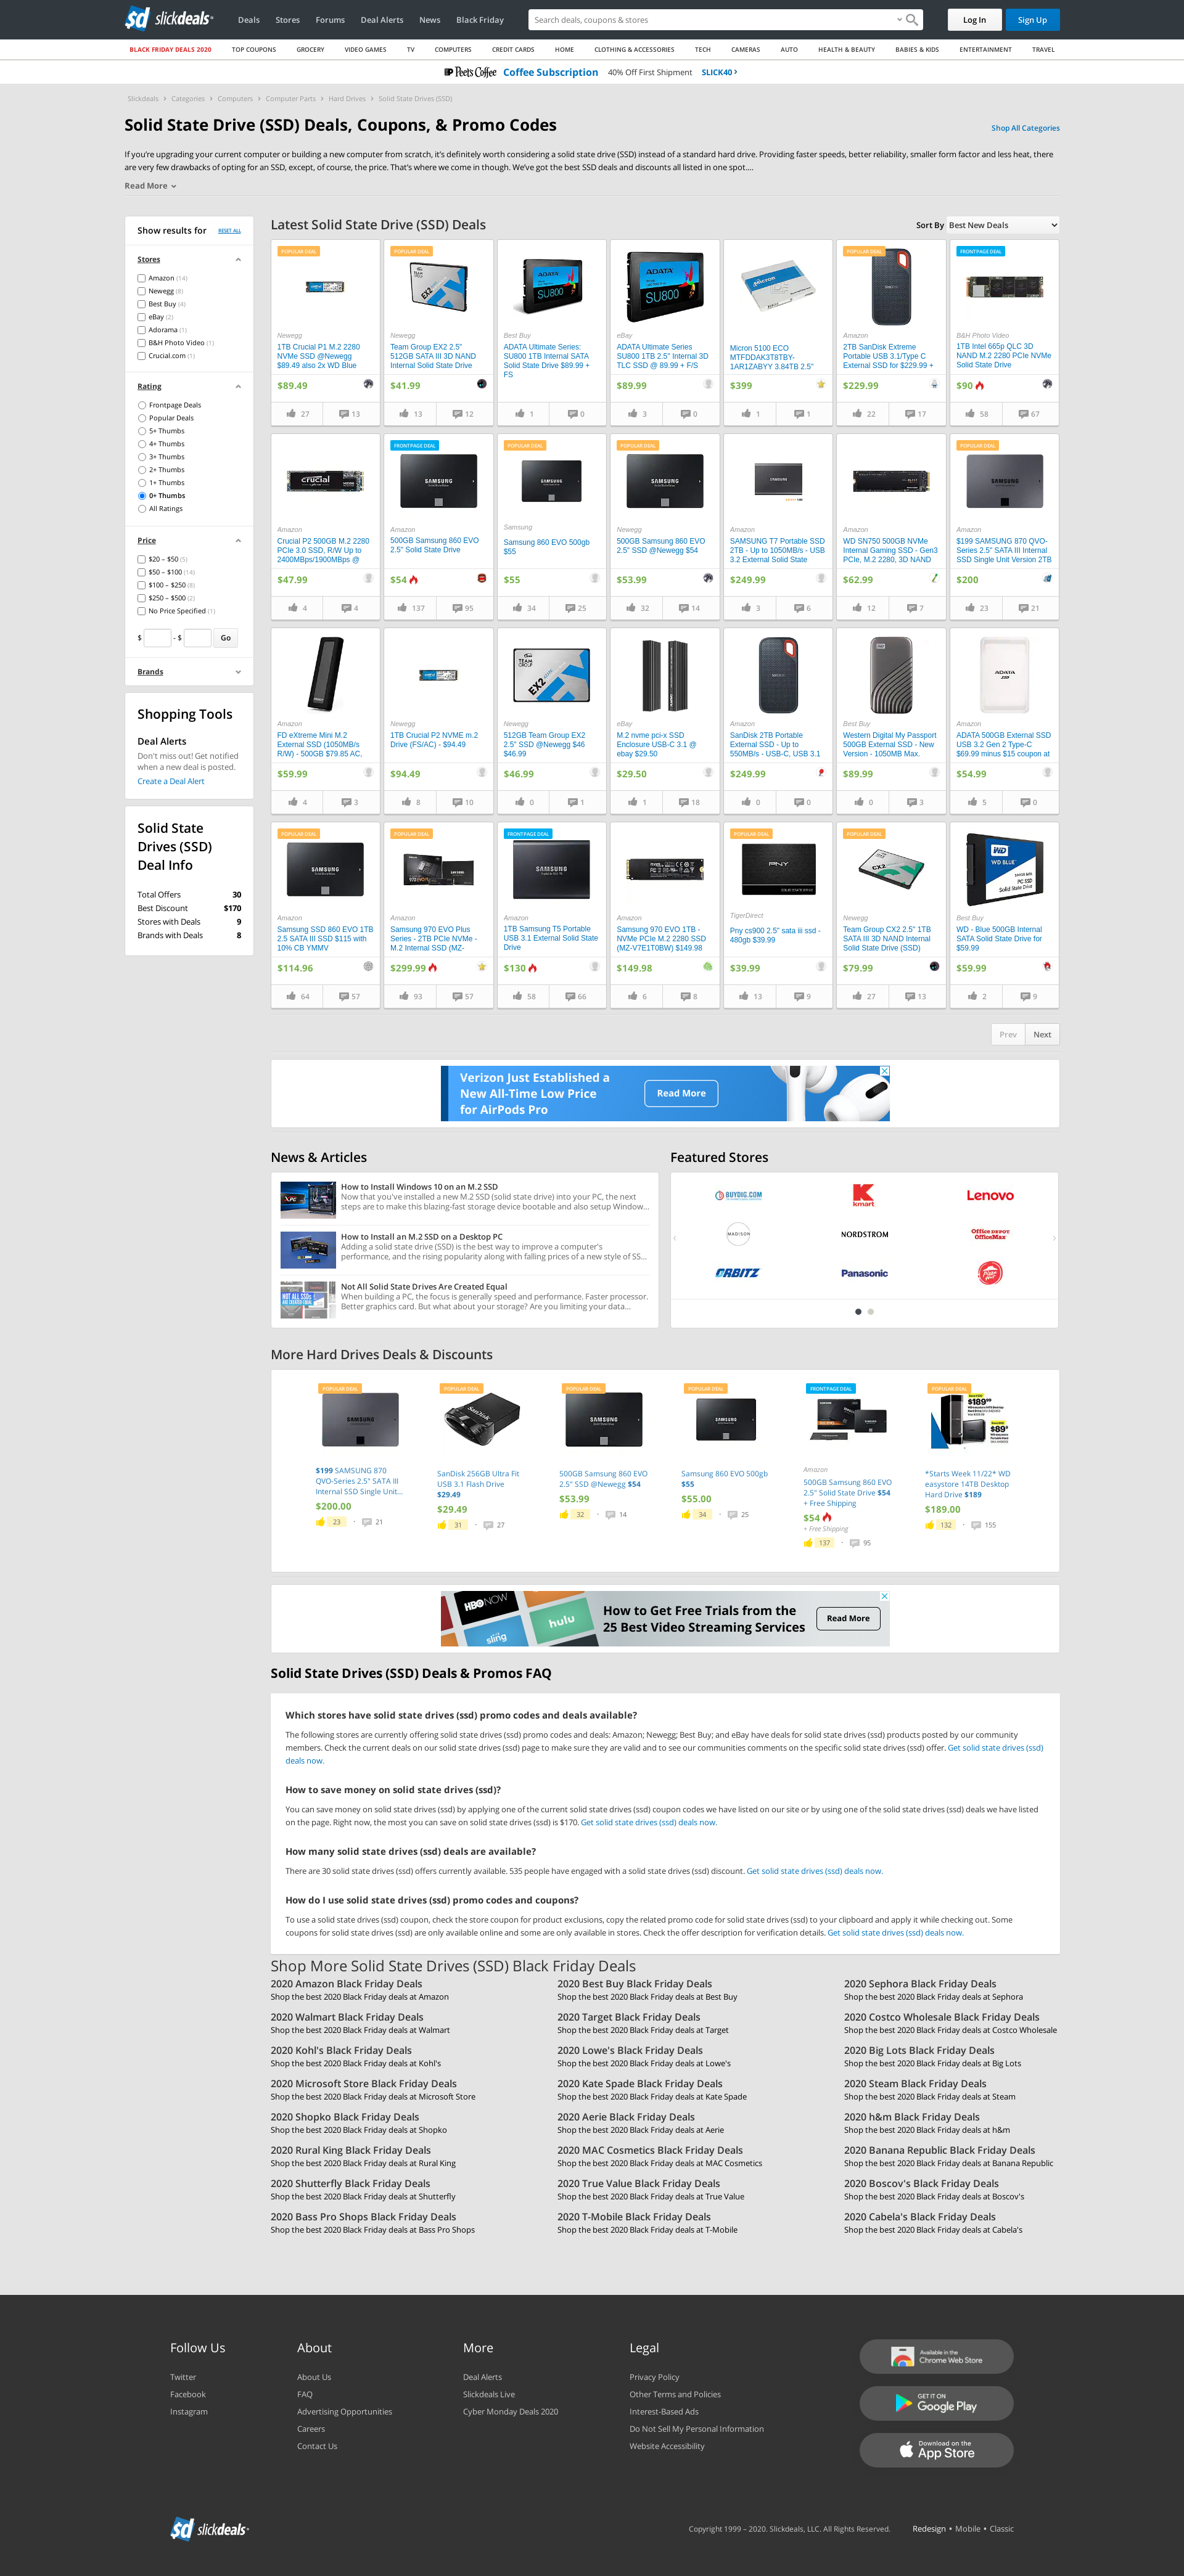 sd slickdeals
Deals Stores Forums Deal Alerts News Black Friday
Search deals, coupons & stores
Log In
Sign Up
BLACK FRIDAY DEALS 2020 TOP COUPONS GROCERY VIDEO GAMES TV COMPUTERS CREDIT CARDS HOME CLOTHING & ACCESSORIES TECH CAMERAS AUTO HEALTH & BEAUTY BABIES & KIDS ENTERTAINMENT TRAVEL
Peet's Coffee Coffee Subscription 40% Off First Shipment SLICK40 ›
Slickdeals › Categories › Computers › Computer Parts › Hard Drives › Solid State Drives (SSD)
Solid State Drive (SSD) Deals, Coupons, & Promo Codes
Shop All Categories
If you're upgrading your current computer or building a new computer from scratch, it's definitely worth considering a solid state drive (SSD) instead of a standard hard drive. Providing faster speeds, better reliability, smaller form factor and less heat, there
are very few drawbacks of opting for an SSD, except, of course, the price. That's where we come in though. We've got the best SSD deals and discounts all listed in one spot....
Read More
Show results for RESET ALL
Stores
Amazon (14)
Newegg (8)
Best Buy (4)
eBay (2)
Adorama (1)
B&H Photo Video (1)
Crucial.com (1)
Rating
Frontpage Deals
Popular Deals
5+ Thumbs
4+ Thumbs
3+ Thumbs
2+ Thumbs
1+ Thumbs
0+ Thumbs
All Ratings
Price
$20 – $50 (5)
$50 – $100 (14)
$100 – $250 (8)
$250 – $500 (2)
No Price Specified (1)
$ - $ Go
Brands
Shopping Tools
Deal Alerts
Don't miss out! Get notified
when a new deal is posted.
Create a Deal Alert
Solid State
Drives (SSD)
Deal Info
Total Offers 30
Best Discount $170
Stores with Deals 9
Brands with Deals 8
Latest Solid State Drive (SSD) Deals
Sort By Best New Deals
POPULAR DEAL
Newegg
1TB Crucial P1 M.2 2280
NVMe SSD @Newegg
$89.49 also 2x WD Blue
$89.49
27 13
POPULAR DEAL
Newegg
Team Group EX2 2.5"
512GB SATA III 3D NAND
Internal Solid State Drive
$41.99
13 12
Best Buy
ADATA Ultimate Series:
SU800 1TB Internal SATA
Solid State Drive $89.99 +
FS
1 0
eBay
ADATA Ultimate Series
SU800 1TB 2.5" Internal 3D
TLC SSD @ 89.99 + F/S
$89.99
3 0
Micron 5100 ECO
MTFDDAK3T8TBY-
1AR1ZABYY 3.84TB 2.5"
$399
1 1
POPULAR DEAL
Amazon
2TB SanDisk Extreme
Portable USB 3.1/Type C
External SSD for $229.99 +
$229.99
22 17
FRONTPAGE DEAL
B&H Photo Video
1TB Intel 665p QLC 3D
NAND M.2 2280 PCIe NVMe
Solid State Drive
$90
58 67
Amazon
Crucial P2 500GB M.2 2280
PCIe 3.0 SSD, R/W Up to
2400MBps/1900MBps @
$47.99
4 4
FRONTPAGE DEAL
Amazon
500GB Samsung 860 EVO
2.5" Solid State Drive
$54
137 95
POPULAR DEAL
Samsung
Samsung 860 EVO 500gb
$55
$55
34 25
POPULAR DEAL
Newegg
500GB Samsung 860 EVO
2.5" SSD @Newegg $54
$53.99
32 14
Amazon
SAMSUNG T7 Portable SSD
2TB - Up to 1050MB/s - USB
3.2 External Solid State
$249.99
3 6
Amazon
WD SN750 500GB NVMe
Internal Gaming SSD - Gen3
PCIe, M.2 2280, 3D NAND
$62.99
12 7
POPULAR DEAL
Amazon
$199 SAMSUNG 870 QVO-
Series 2.5" SATA III Internal
SSD Single Unit Version 2TB
$200
23 21
Amazon
FD eXtreme Mini M.2
External SSD (1050MB/s
R/W) - 500GB $79.85 AC,
$59.99
4 3
Newegg
1TB Crucial P2 NVME m.2
Drive (FS/AC) - $94.49
$94.49
8 10
Newegg
512GB Team Group EX2
2.5" SSD @Newegg $46
$46.99
$46.99
0 1
eBay
M.2 nvme pci-x SSD
Enclosure USB-C 3.1 @
ebay $29.50
$29.50
1 18
Amazon
SanDisk 2TB Portable
External SSD - Up to
550MB/s - USB-C, USB 3.1
$249.99
0 0
Best Buy
Western Digital My Passport
500GB External SSD - New
Version - 1050MB Max.
$89.99
0 3
Amazon
ADATA 500GB External SSD
USB 3.2 Gen 2 Type-C
$69.99 minus $15 coupon at
$54.99
5 0
POPULAR DEAL
Amazon
Samsung SSD 860 EVO 1TB
2.5 SATA III SSD $115 with
10% CB YMMV
$114.96
64 57
POPULAR DEAL
Amazon
Samsung 970 EVO Plus
Series - 2TB PCIe NVMe -
M.2 Internal SSD (MZ-
$299.99
93 57
FRONTPAGE DEAL
Amazon
1TB Samsung T5 Portable
USB 3.1 External Solid State
Drive
$130
58 66
Amazon
Samsung 970 EVO 1TB -
NVMe PCIe M.2 2280 SSD
(MZ-V7E1T0BW) $149.98
$149.98
6 8
POPULAR DEAL
TigerDirect
Pny cs900 2.5" sata iii ssd -
480gb $39.99
$39.99
13 9
POPULAR DEAL
Newegg
Team Group CX2 2.5" 1TB
SATA III 3D NAND Internal
Solid State Drive (SSD)
$79.99
27 13
Best Buy
WD - Blue 500GB Internal
SATA Solid State Drive for
$59.99
$59.99
2 9
Prev Next
Verizon Just Established a
New All-Time Low Price
for AirPods Pro
Read More
News & Articles
How to Install Windows 10 on an M.2 SSD
Now that you've installed a new M.2 SSD (solid state drive) into your PC, the next
steps are to make this blazing-fast storage device bootable and also setup Window...
How to Install an M.2 SSD on a Desktop PC
Adding a solid state drive (SSD) is the best way to improve a computer's
performance, and the rising popularity along with falling prices of a new style of SS...
Not All Solid State Drives Are Created Equal
When building a PC, the focus is generally speed and performance. Faster processor.
Better graphics card. But what about your storage? Are you limiting your data...
Featured Stores
BUYDIG.COM kmart Lenovo
MADISON NORDSTROM Office DEPOT OfficeMax
ORBITZ Panasonic Pizza Hut
More Hard Drives Deals & Discounts
POPULAR DEAL
$199 SAMSUNG 870
QVO-Series 2.5" SATA III
Internal SSD Single Unit...
$200.00
23 · 21
POPULAR DEAL
SanDisk 256GB Ultra Fit
USB 3.1 Flash Drive
$29.49
$29.49
31 · 27
POPULAR DEAL
500GB Samsung 860 EVO
2.5" SSD @Newegg $54
$53.99
32 · 14
POPULAR DEAL
Samsung 860 EVO 500gb
$55
$55.00
34 · 25
FRONTPAGE DEAL
Amazon
500GB Samsung 860 EVO
2.5" Solid State Drive $54
+ Free Shipping
$54
+ Free Shipping
137 · 95
POPULAR DEAL
*Starts Week 11/22* WD
easystore 14TB Desktop
Hard Drive $189
$189.00
132 · 155
HBO NOW sling hulu
How to Get Free Trials from the
25 Best Video Streaming Services
Read More
Solid State Drives (SSD) Deals & Promos FAQ
Which stores have solid state drives (ssd) promo codes and deals available?
The following stores are currently offering solid state drives (ssd) promo codes and deals: Amazon; Newegg; Best Buy; and eBay have deals for solid state drives (ssd) products posted by our community
members. Check the current deals on our solid state drives (ssd) page to make sure they are valid and to see our communities comments on the specific solid state drives (ssd) offer. Get solid state drives (ssd)
deals now.
How to save money on solid state drives (ssd)?
You can save money on solid state drives (ssd) by applying one of the current solid state drives (ssd) coupon codes we have listed on our site or by using one of the solid state drives (ssd) deals we have listed
on the page. Right now, the most you can save on solid state drives (ssd) is $170. Get solid state drives (ssd) deals now.
How many solid state drives (ssd) deals are available?
There are 30 solid state drives (ssd) offers currently available. 535 people have engaged with a solid state drives (ssd) discount. Get solid state drives (ssd) deals now.
How do I use solid state drives (ssd) promo codes and coupons?
To use a solid state drives (ssd) coupon, check the store coupon for product exclusions, copy the related promo code for solid state drives (ssd) to your clipboard and apply it while checking out. Some
coupons for solid state drives (ssd) are only available online and some are only available in stores. Check the offer description for verification details. Get solid state drives (ssd) deals now.
Shop More Solid State Drives (SSD) Black Friday Deals
2020 Amazon Black Friday Deals 2020 Best Buy Black Friday Deals 2020 Sephora Black Friday Deals
Shop the best 2020 Black Friday deals at Amazon Shop the best 2020 Black Friday deals at Best Buy Shop the best 2020 Black Friday deals at Sephora
2020 Walmart Black Friday Deals 2020 Target Black Friday Deals 2020 Costco Wholesale Black Friday Deals
Shop the best 2020 Black Friday deals at Walmart Shop the best 2020 Black Friday deals at Target Shop the best 2020 Black Friday deals at Costco Wholesale
2020 Kohl's Black Friday Deals 2020 Lowe's Black Friday Deals 2020 Big Lots Black Friday Deals
Shop the best 2020 Black Friday deals at Kohl's Shop the best 2020 Black Friday deals at Lowe's Shop the best 2020 Black Friday deals at Big Lots
2020 Microsoft Store Black Friday Deals 2020 Kate Spade Black Friday Deals 2020 Steam Black Friday Deals
Shop the best 2020 Black Friday deals at Microsoft Store Shop the best 2020 Black Friday deals at Kate Spade Shop the best 2020 Black Friday deals at Steam
2020 Shopko Black Friday Deals 2020 Aerie Black Friday Deals 2020 h&m Black Friday Deals
Shop the best 2020 Black Friday deals at Shopko Shop the best 2020 Black Friday deals at Aerie Shop the best 2020 Black Friday deals at h&m
2020 Rural King Black Friday Deals 2020 MAC Cosmetics Black Friday Deals 2020 Banana Republic Black Friday Deals
Shop the best 2020 Black Friday deals at Rural King Shop the best 2020 Black Friday deals at MAC Cosmetics Shop the best 2020 Black Friday deals at Banana Republic
2020 Shutterfly Black Friday Deals 2020 True Value Black Friday Deals 2020 Boscov's Black Friday Deals
Shop the best 2020 Black Friday deals at Shutterfly Shop the best 2020 Black Friday deals at True Value Shop the best 2020 Black Friday deals at Boscov's
2020 Bass Pro Shops Black Friday Deals 2020 T-Mobile Black Friday Deals 2020 Cabela's Black Friday Deals
Shop the best 2020 Black Friday deals at Bass Pro Shops Shop the best 2020 Black Friday deals at T-Mobile Shop the best 2020 Black Friday deals at Cabela's
Follow Us
Twitter
Facebook
Instagram
About
About Us
FAQ
Advertising Opportunities
Careers
Contact Us
More
Deal Alerts
Slickdeals Live
Cyber Monday Deals 2020
Legal
Privacy Policy
Other Terms and Policies
Interest-Based Ads
Do Not Sell My Personal Information
Website Accessibility
Available in the
Chrome Web Store
GET IT ON
Google Play
Download on the
App Store
sd slickdeals
Copyright 1999 – 2020. Slickdeals, LLC. All Rights Reserved. Redesign • Mobile • Classic